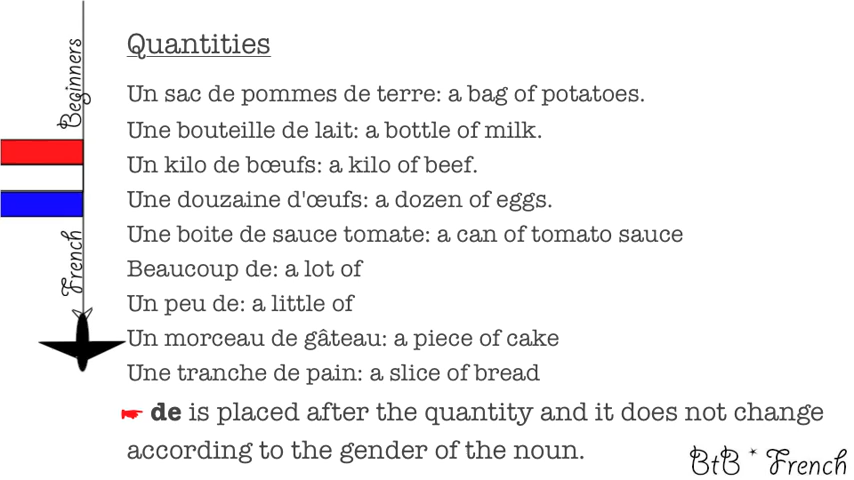 Quantities
Beginners
Un sac de pommes de terre: a bag of potatoes.
Une bouteille de lait: a bottle of milk.
Un kilo de bœufs: a kilo of beef.
Une douzaine d'œufs: a dozen of eggs.
Une boite de sauce tomate: a can of tomato sauce
French
Beaucoup de: a lot of
Un peu de: a little of
Un morceau de gâteau: a piece of cake
Une tranche de pain: a slice of bread
☛ de is placed after the quantity and it does not change
according to the gender of the noun.
BtB * French